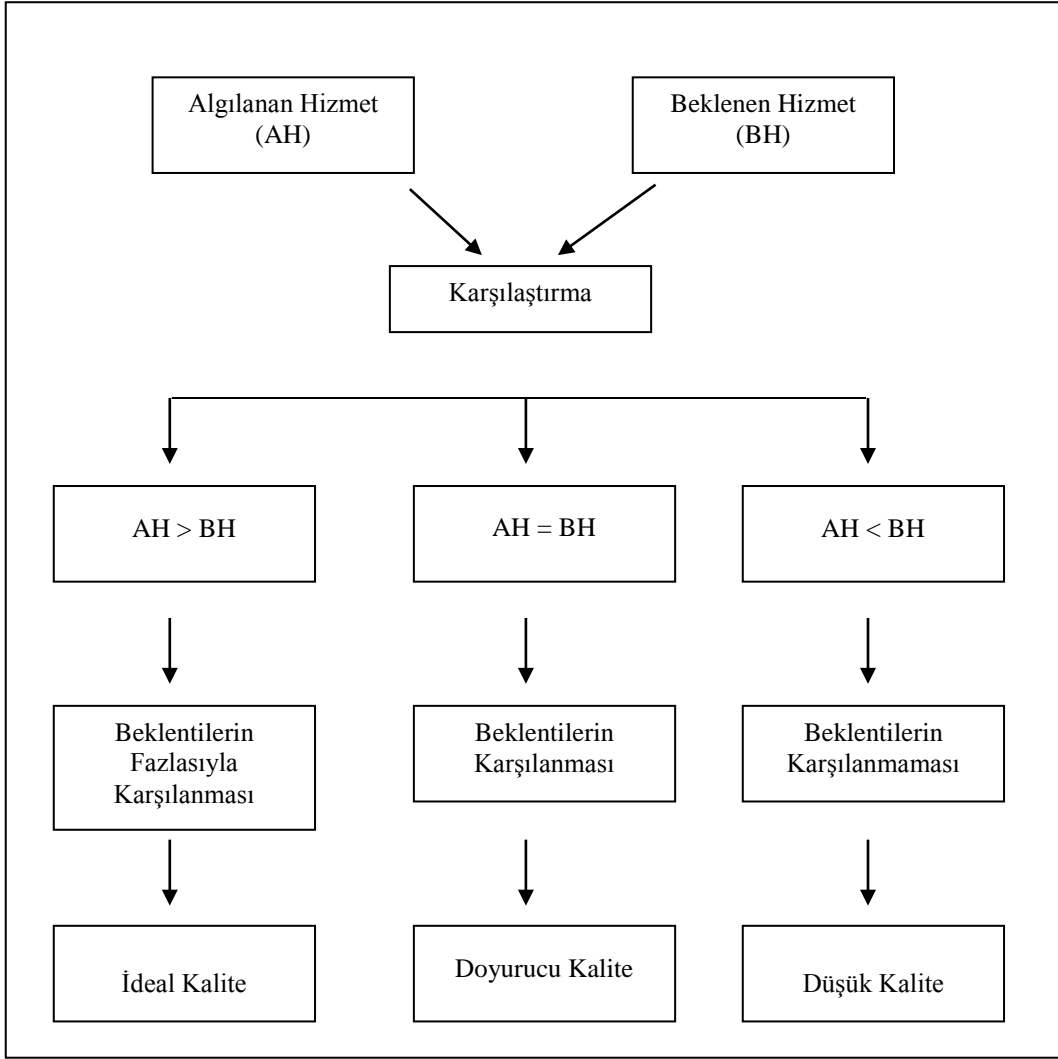 Algılanan Hizmet
(AH)
Beklenen Hizmet
(BH)
Karşılaştırma
AH > BH
AH = BH
AH < BH
Beklentilerin
Fazlasıyla
Karşılanması
Beklentilerin
Karşılanması
Beklentilerin
Karşılanmaması
İdeal Kalite
Doyurucu Kalite
Düşük Kalite